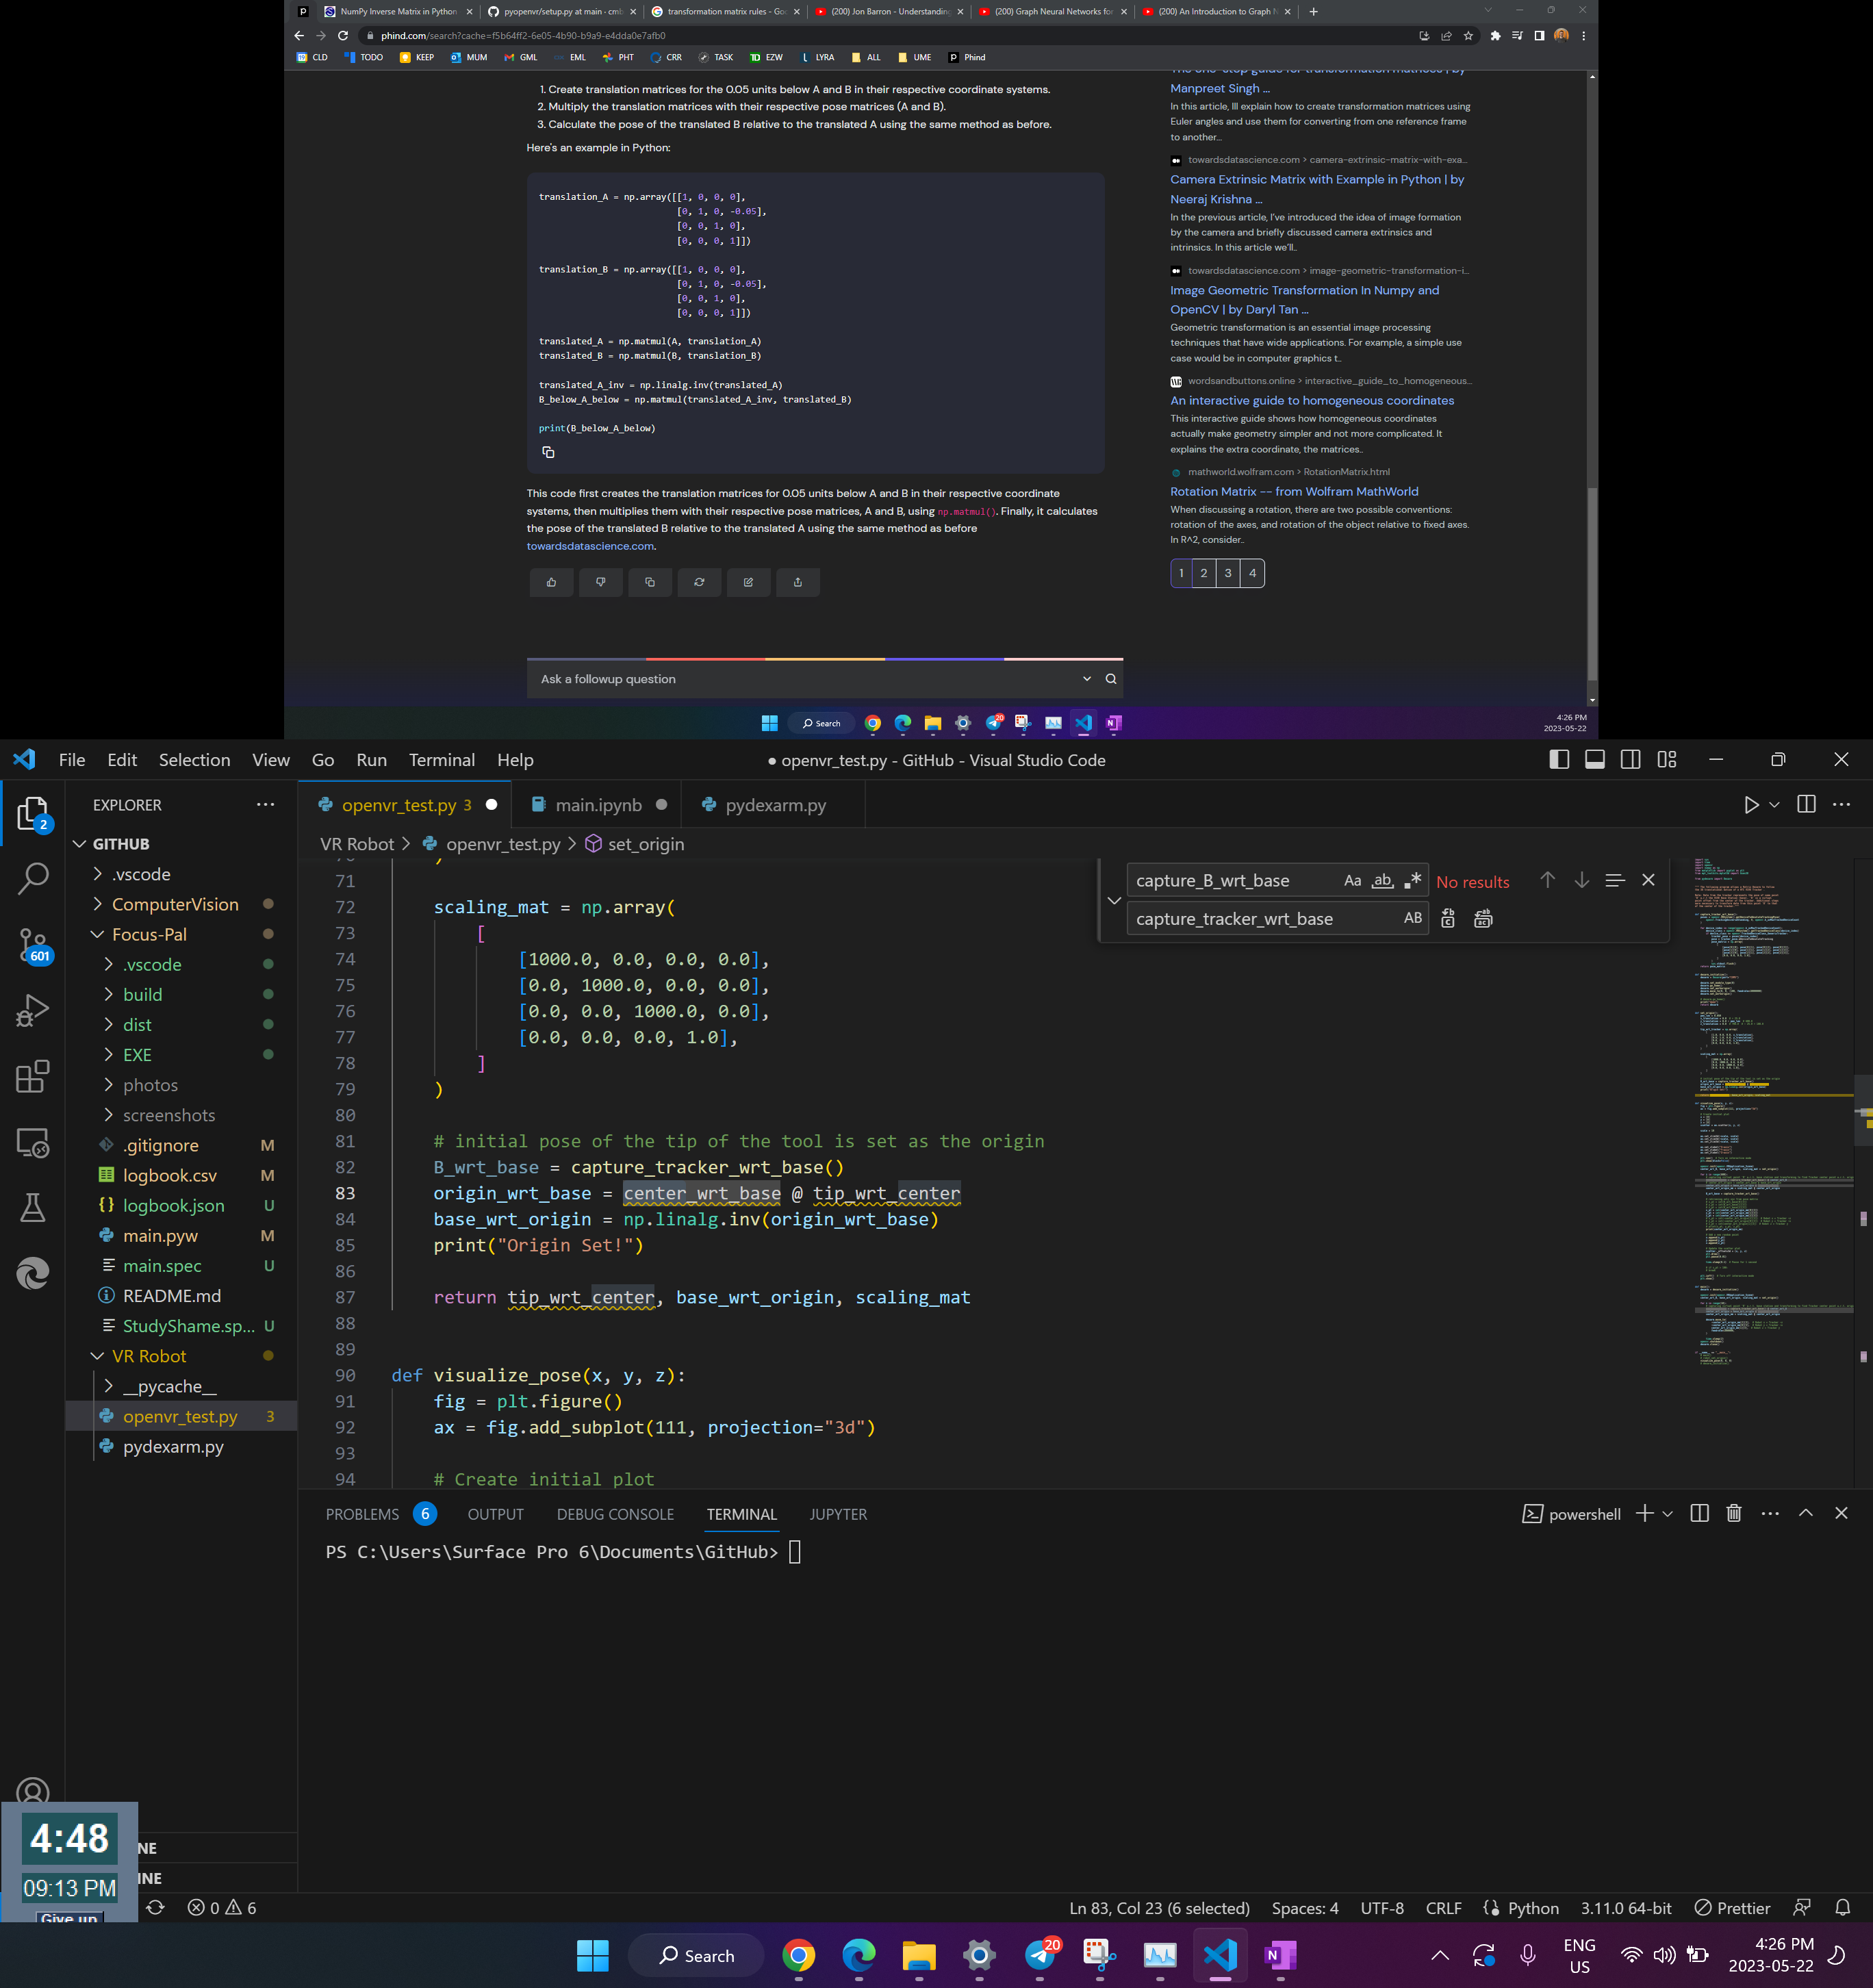 NumPy Inverse Matrix in Python
pyopenvr/setup.py at main · cmb
transformation matrix rules - Goo
(200) Jon Barron - Understanding
(200) Graph Neural Networks for
(200) An Introduction to Graph N
phind.com/search?cache=f5b64ff2-6e05-4b90-b9a9-e4dda0e7afb0
CLD TODO KEEP MUM GML EML PHT CRR TASK EZW LYRA ALL UME Phind
1. Create translation matrices for the 0.05 units below A and B in their respective coordinate systems.
2. Multiply the translation matrices with their respective pose matrices (A and B).
3. Calculate the pose of the translated B relative to the translated A using the same method as before.
Here's an example in Python:
translation_A = np.array([[1, 0, 0, 0],
[0, 1, 0, -0.05],
[0, 0, 1, 0],
[0, 0, 0, 1]])
translation_B = np.array([[1, 0, 0, 0],
[0, 1, 0, -0.05],
[0, 0, 1, 0],
[0, 0, 0, 1]])
translated_A = np.matmul(A, translation_A)
translated_B = np.matmul(B, translation_B)
translated_A_inv = np.linalg.inv(translated_A)
B_below_A_below = np.matmul(translated_A_inv, translated_B)
print(B_below_A_below)
This code first creates the translation matrices for 0.05 units below A and B in their respective coordinate
systems, then multiplies them with their respective pose matrices, A and B, using np.matmul(). Finally, it calculates
the pose of the translated B relative to the translated A using the same method as before
towardsdatascience.com.
Ask a followup question
The one-stop guide for transformation matrices | by
Manpreet Singh ...
In this article, Ill explain how to create transformation matrices using
Euler angles and use them for converting from one reference frame
to another...
towardsdatascience.com > camera-extrinsic-matrix-with-exa...
Camera Extrinsic Matrix with Example in Python | by
Neeraj Krishna ...
In the previous article, I've introduced the idea of image formation
by the camera and briefly discussed camera extrinsics and
intrinsics. In this article we'll..
towardsdatascience.com > image-geometric-transformation-i...
Image Geometric Transformation In Numpy and
OpenCV | by Daryl Tan ...
Geometric transformation is an essential image processing
techniques that have wide applications. For example, a simple use
case would be in computer graphics t..
wordsandbuttons.online > interactive_guide_to_homogeneous...
An interactive guide to homogeneous coordinates
This interactive guide shows how homogeneous coordinates
actually make geometry simpler and not more complicated. It
explains the extra coordinate, the matrices..
mathworld.wolfram.com > RotationMatrix.html
Rotation Matrix -- from Wolfram MathWorld
When discussing a rotation, there are two possible conventions:
rotation of the axes, and rotation of the object relative to fixed axes.
In R^2, consider..
1 2 3 4
Search
20
4:26 PM
2023-05-22
File Edit Selection View Go Run Terminal Help
● openvr_test.py - GitHub - Visual Studio Code
EXPLORER
2
601
GITHUB
.vscode
ComputerVision
Focus-Pal
.vscode
build
dist
EXE
photos
screenshots
.gitignore M
logbook.csv M
logbook.json U
main.pyw M
main.spec U
README.md
StudyShame.sp... U
VR Robot
__pycache__
openvr_test.py 3
pydexarm.py
openvr_test.py 3
main.ipynb
pydexarm.py
VR Robot > openvr_test.py > set_origin
capture_B_wrt_base Aa ab .* No results
capture_tracker_wrt_base AB
70 )
71
72 scaling_mat = np.array(
73 [
74 [1000.0, 0.0, 0.0, 0.0],
75 [0.0, 1000.0, 0.0, 0.0],
76 [0.0, 0.0, 1000.0, 0.0],
77 [0.0, 0.0, 0.0, 1.0],
78 ]
79 )
80
81 # initial pose of the tip of the tool is set as the origin
82 B_wrt_base = capture_tracker_wrt_base()
83 origin_wrt_base = center_wrt_base @ tip_wrt_center
84 base_wrt_origin = np.linalg.inv(origin_wrt_base)
85 print("Origin Set!")
86
87 return tip_wrt_center, base_wrt_origin, scaling_mat
88
89
90 def visualize_pose(x, y, z):
91 fig = plt.figure()
92 ax = fig.add_subplot(111, projection="3d")
93
94 # Create initial plot
PROBLEMS 6 OUTPUT DEBUG CONSOLE TERMINAL JUPYTER
powershell
PS C:\Users\Surface Pro 6\Documents\GitHub>
4:48
09:13 PM
Give up
NE
INE
0 6
Ln 83, Col 23 (6 selected) Spaces: 4 UTF-8 CRLF Python 3.11.0 64-bit Prettier
Search
20
ENG
US
4:26 PM
2023-05-22